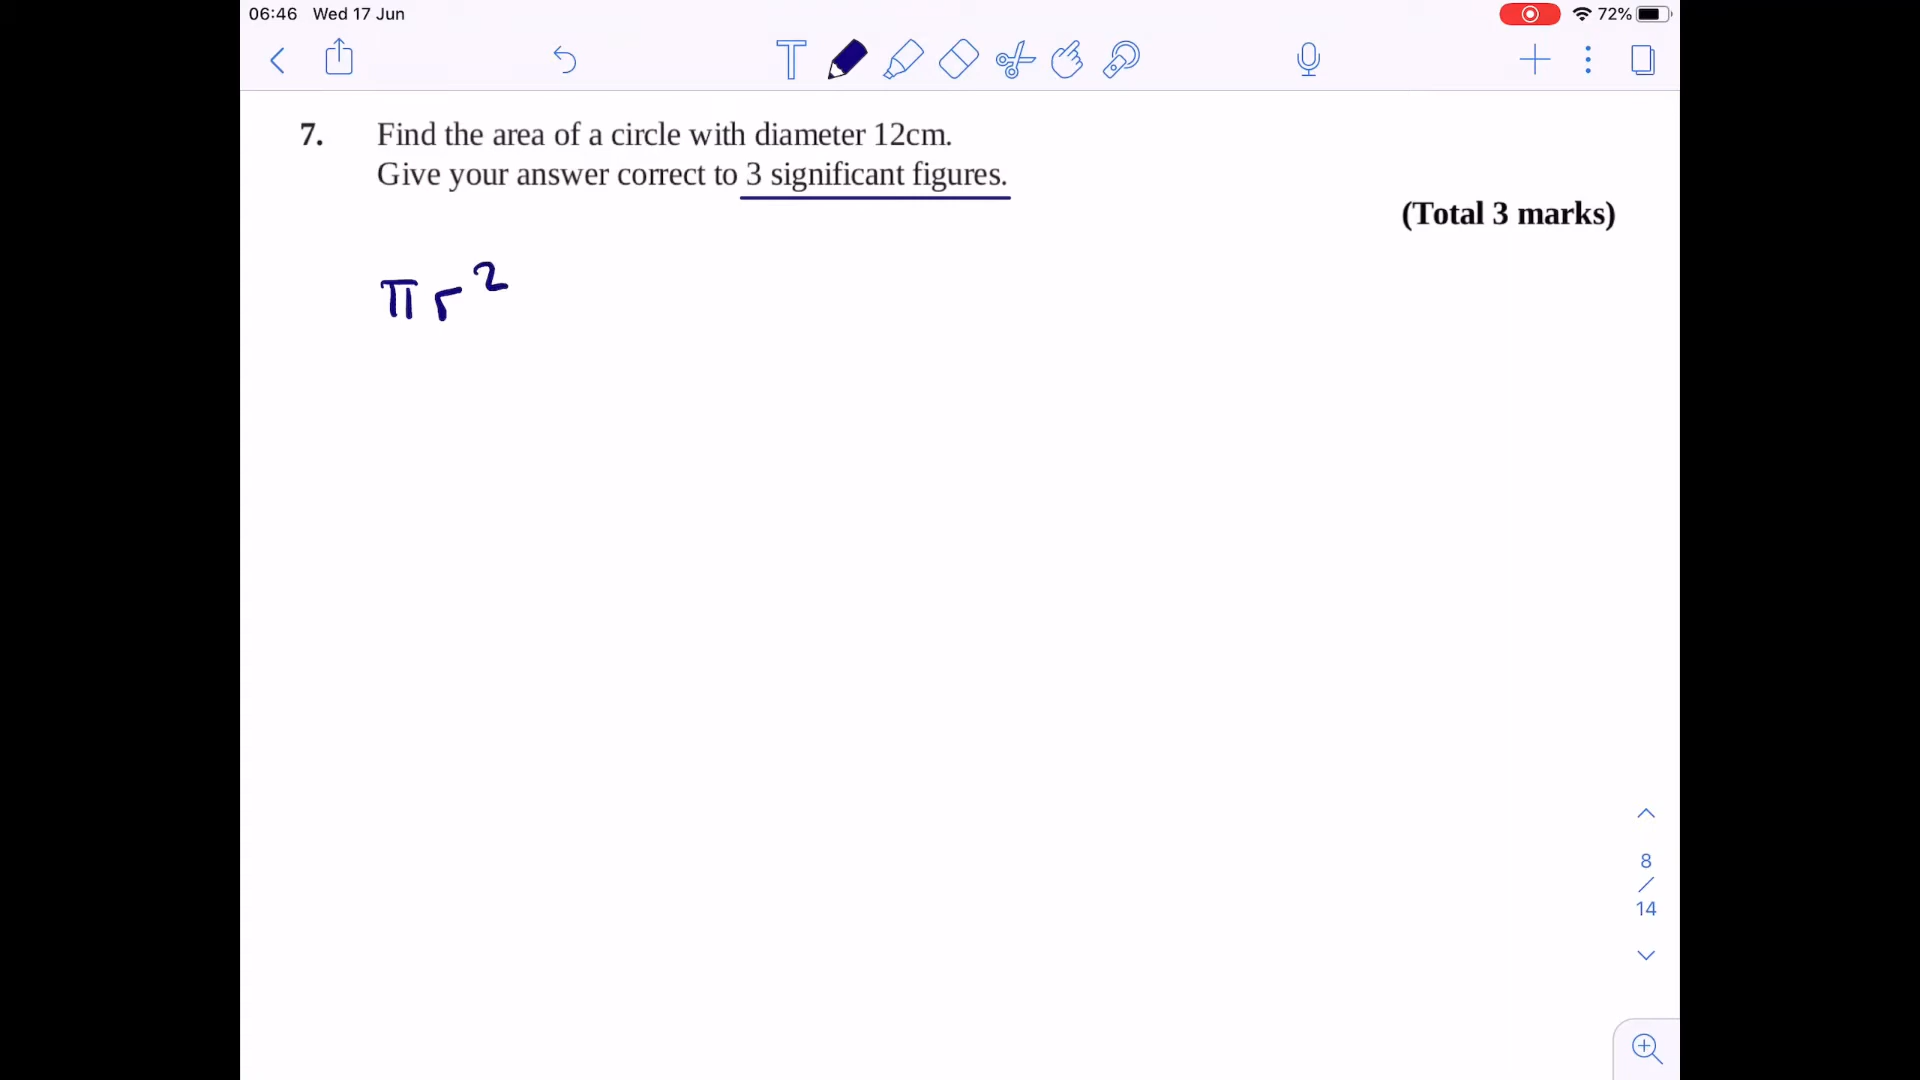 06:46 Wed 17 Jun 72%
T
7. Find the area of a circle with diameter 12cm.
Give your answer correct to 3 significant figures.
(Total 3 marks)
πr²
8
/
14